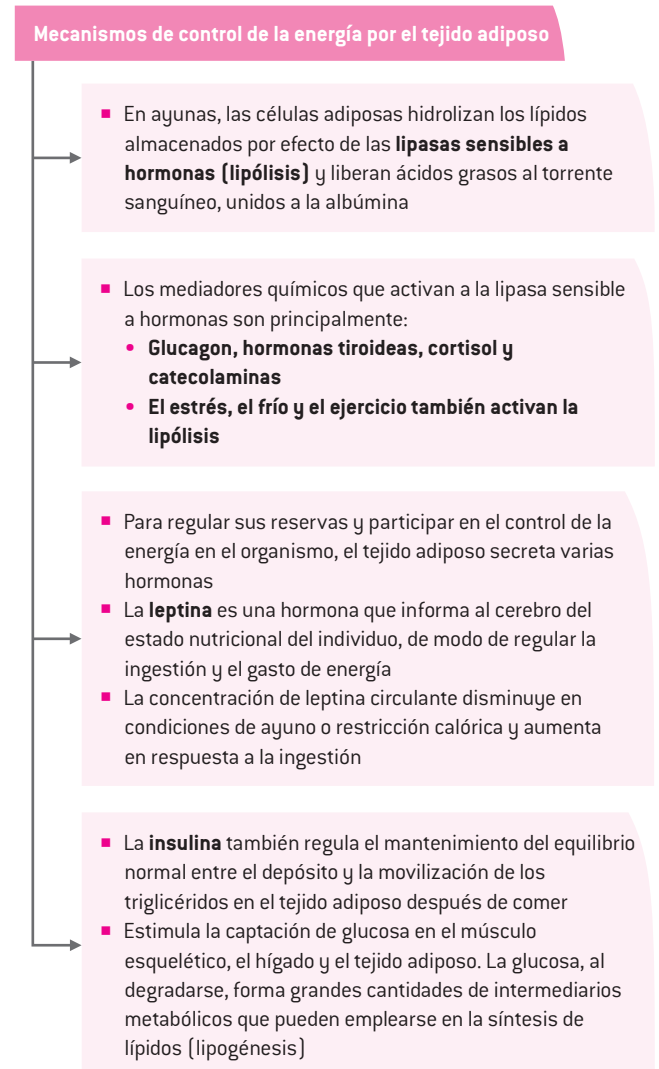 Mecanismos de control de la energía por el tejido adiposo
▪ En ayunas, las células adiposas hidrolizan los lípidos
almacenados por efecto de las lipasas sensibles a
hormonas (lipólisis) y liberan ácidos grasos al torrente
sanguíneo, unidos a la albúmina
▪ Los mediadores químicos que activan a la lipasa sensible
a hormonas son principalmente:
• Glucagon, hormonas tiroideas, cortisol y
catecolaminas
• El estrés, el frío y el ejercicio también activan la
lipólisis
▪ Para regular sus reservas y participar en el control de la
energía en el organismo, el tejido adiposo secreta varias
hormonas
▪ La leptina es una hormona que informa al cerebro del
estado nutricional del individuo, de modo de regular la
ingestión y el gasto de energía
▪ La concentración de leptina circulante disminuye en
condiciones de ayuno o restricción calórica y aumenta
en respuesta a la ingestión
▪ La insulina también regula el mantenimiento del equilibrio
normal entre el depósito y la movilización de los
triglicéridos en el tejido adiposo después de comer
▪ Estimula la captación de glucosa en el músculo
esquelético, el hígado y el tejido adiposo. La glucosa, al
degradarse, forma grandes cantidades de intermediarios
metabólicos que pueden emplearse en la síntesis de
lípidos (lipogénesis)